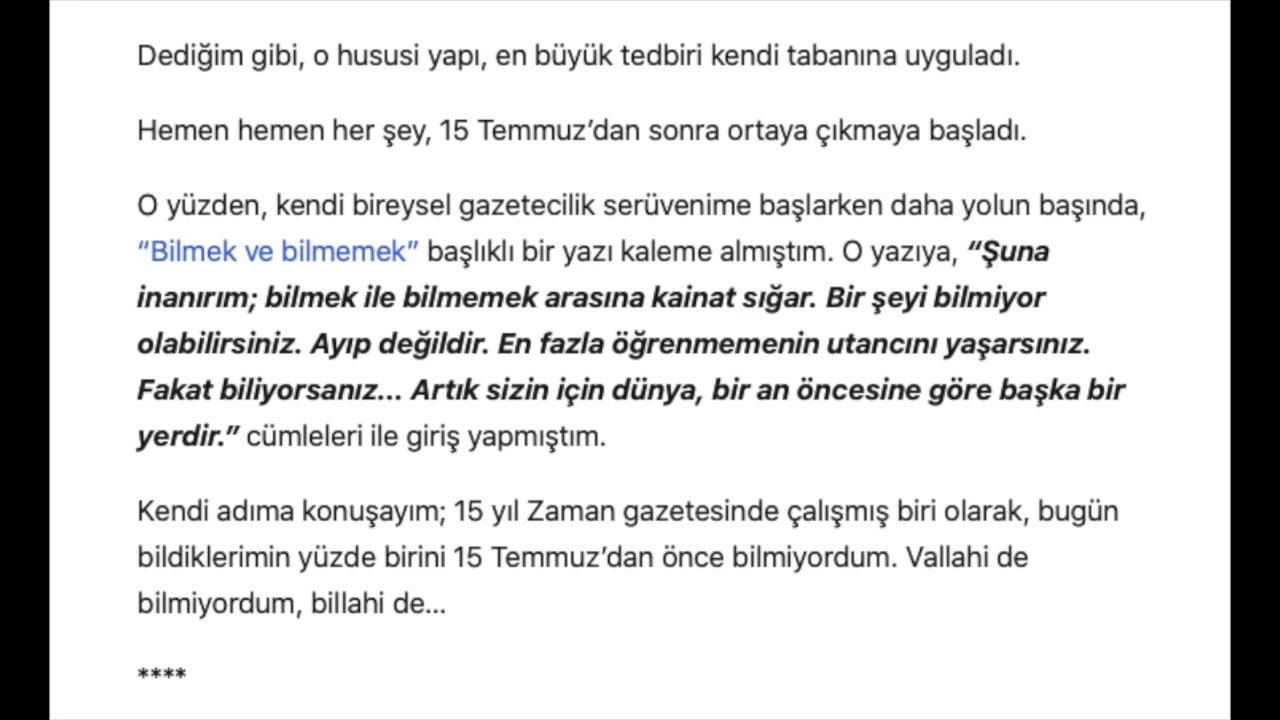 Dediğim gibi, o hususi yapı, en büyük tedbiri kendi tabanına uyguladı.
Hemen hemen her şey, 15 Temmuz’dan sonra ortaya çıkmaya başladı.
O yüzden, kendi bireysel gazetecilik serüvenime başlarken daha yolun başında,
“Bilmek ve bilmemek” başlıklı bir yazı kaleme almıştım. O yazıya, “Şuna
inanırım; bilmek ile bilmemek arasına kainat sığar. Bir şeyi bilmiyor
olabilirsiniz. Ayıp değildir. En fazla öğrenmemenin utancını yaşarsınız.
Fakat biliyorsanız… Artık sizin için dünya, bir an öncesine göre başka bir
yerdir.” cümleleri ile giriş yapmıştım.
Kendi adıma konuşayım; 15 yıl Zaman gazetesinde çalışmış biri olarak, bugün
bildiklerimin yüzde birini 15 Temmuz’dan önce bilmiyordum. Vallahi de
bilmiyordum, billahi de…
****